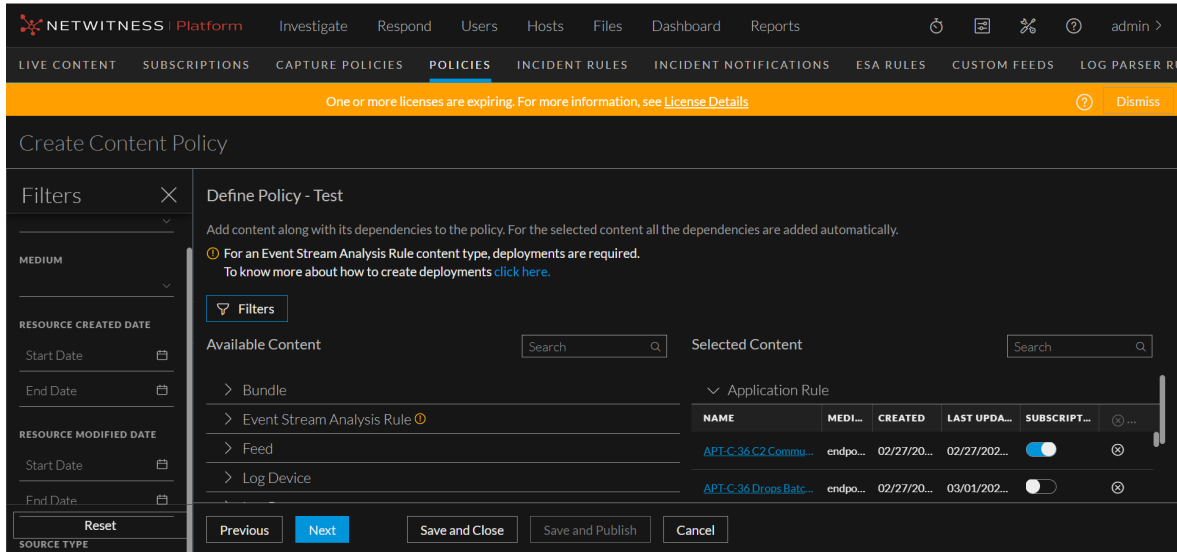 NETWITNESS Platform Investigate Respond Users Hosts Files Dashboard Reports admin >
LIVE CONTENT SUBSCRIPTIONS CAPTURE POLICIES POLICIES INCIDENT RULES INCIDENT NOTIFICATIONS ESA RULES CUSTOM FEEDS LOG PARSER RU
One or more licenses are expiring. For more information, see License Details Dismiss
Create Content Policy
Filters
MEDIUM
RESOURCE CREATED DATE
Start Date
End Date
RESOURCE MODIFIED DATE
Start Date
End Date
Reset
SOURCE TYPE
Define Policy - Test
Add content along with its dependencies to the policy. For the selected content all the dependencies are added automatically.
For an Event Stream Analysis Rule content type, deployments are required.
To know more about how to create deployments click here.
Filters
Available Content Search
Bundle
Event Stream Analysis Rule
Feed
Log Device
Selected Content Search
Application Rule
NAME MEDI... CREATED LAST UPDA... SUBSCRIPT... ...
APT-C-36 C2 Commu... endpo... 02/27/20... 02/27/202...
APT-C-36 Drops Batc... endpo... 02/27/20... 03/01/202...
Previous Next Save and Close Save and Publish Cancel